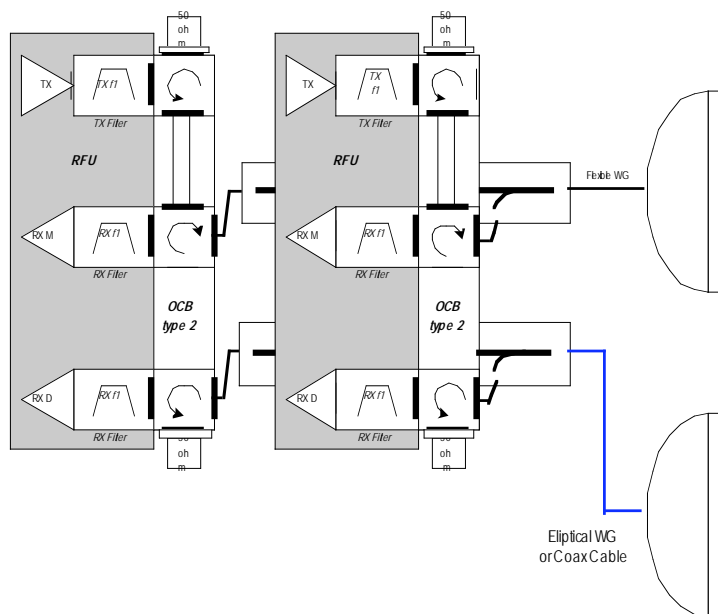 50
oh
m
50
oh
m
TX
TX f1
TX
TX
f1
TX Filter
TX Filter
RFU
RFU
Flexible WG
RX M
RX f1
RX M
RX f1
RX Filter
RX Filter
OCB
type 2
OCB
type 2
RX D
RX f1
RX D
RX f1
RX Filter
RX Filter
50
oh
m
50
oh
m
Eliptical WG
or Coax Cable